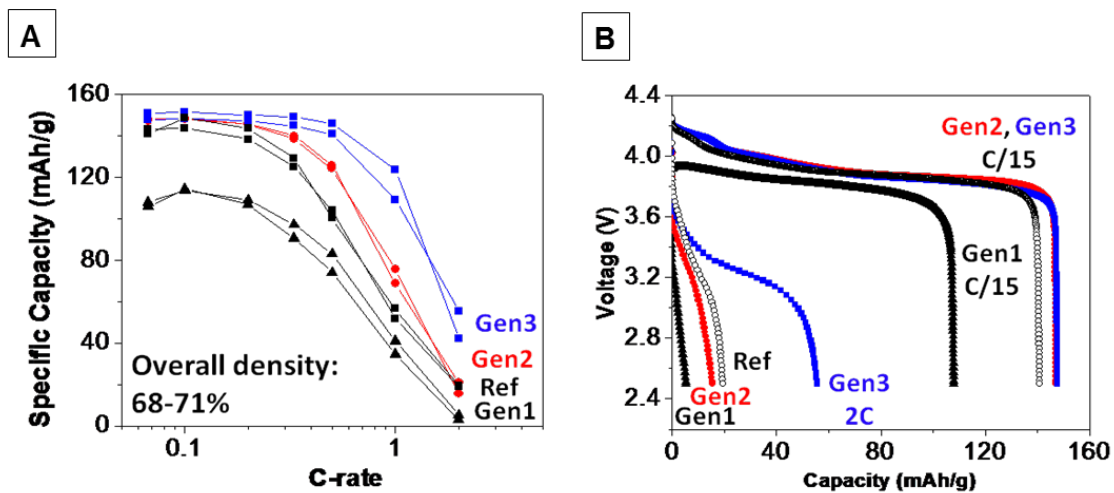 A
160
120
80
40
0
Specific Capacity (mAh/g)
Gen3
Gen2
Ref
Gen1
Overall density:
68-71%
0.1
1
C-rate
B
4.4
4.0
3.6
3.2
2.8
2.4
Voltage (V)
Gen2, Gen3
C/15
Gen1
C/15
Ref
Gen3
2C
Gen2
Gen1
0
40
80
120
160
Capacity (mAh/g)